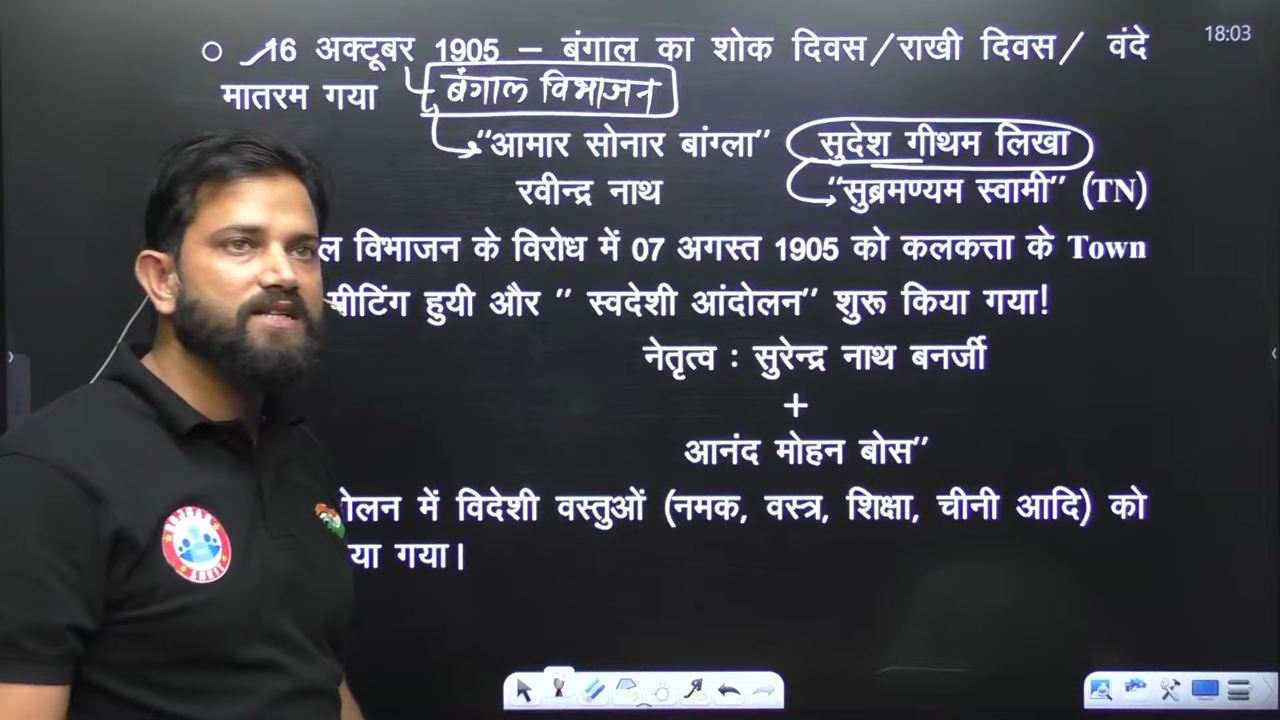 18:03
○ 16 अक्टूबर 1905 – बंगाल का शोक दिवस/राखी दिवस/ वंदे
मातरम गया
बंगाल विभाजन
"आमार सोनार बांग्ला" सुदेश गीथम लिखा
रवीन्द्र नाथ "सुब्रमण्यम स्वामी" (TN)
ल विभाजन के विरोध में 07 अगस्त 1905 को कलकत्ता के Town
मीटिंग हुयी और " स्वदेशी आंदोलन" शुरू किया गया!
नेतृत्व : सुरेन्द्र नाथ बनर्जी
+
आनंद मोहन बोस"
ोलन में विदेशी वस्तुओं (नमक, वस्त्र, शिक्षा, चीनी आदि) को
या गया।